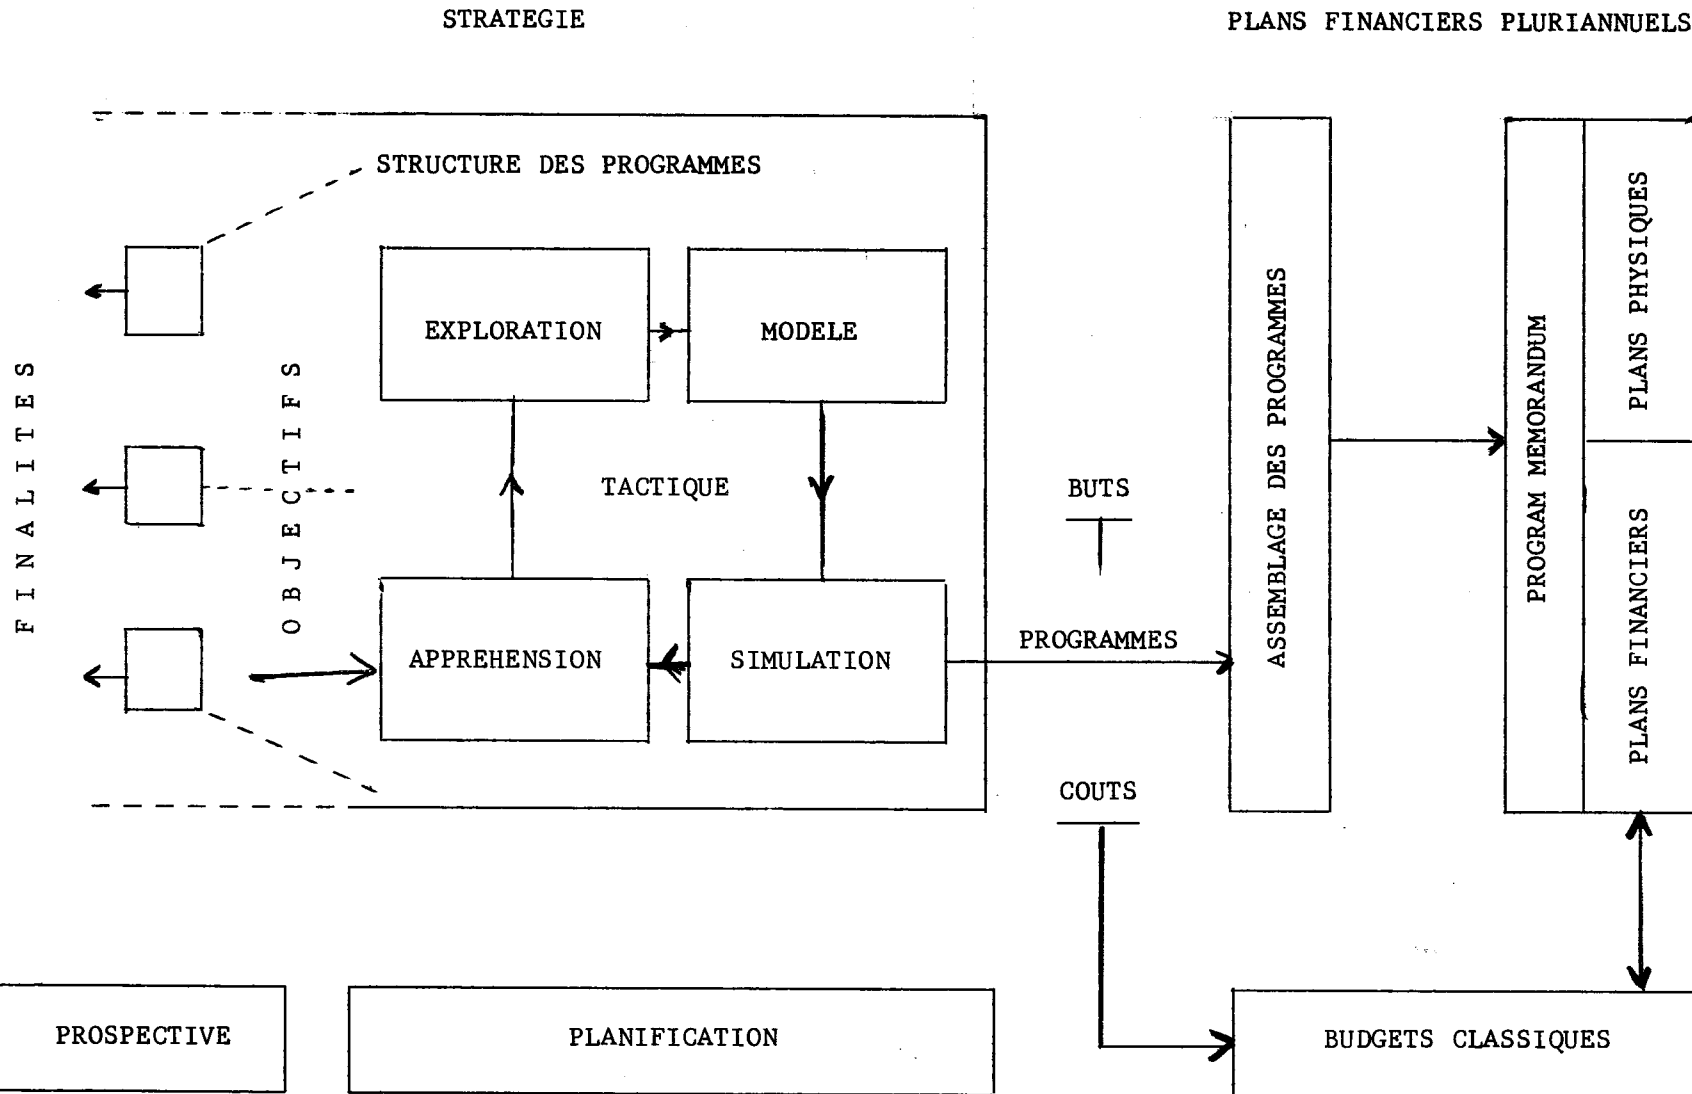 STRATEGIE
PLANS FINANCIERS PLURIANNUELS
STRUCTURE DES PROGRAMMES
FINALITES
OBJECTIFS
EXPLORATION
MODELE
TACTIQUE
APPREHENSION
SIMULATION
BUTS
PROGRAMMES
COUTS
ASSEMBLAGE DES PROGRAMMES
PROGRAM MEMORANDUM
PLANS PHYSIQUES
PLANS FINANCIERS
PROSPECTIVE
PLANIFICATION
BUDGETS CLASSIQUES